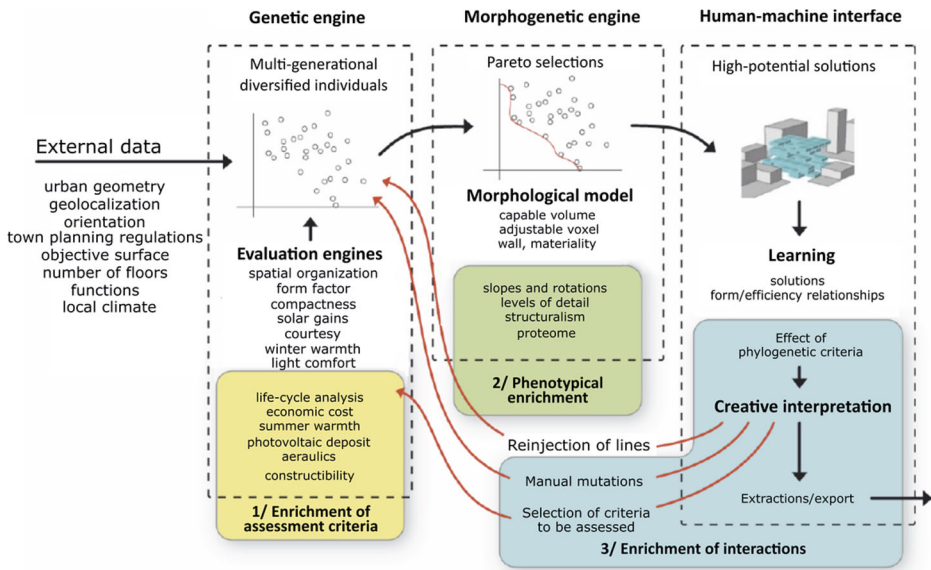 Genetic engine
Morphogenetic engine
Human-machine interface
External data
urban geometry
geolocalization
orientation
town planning regulations
objective surface
number of floors
functions
local climate
Multi-generational
diversified individuals
Evaluation engines
spatial organization
form factor
compactness
solar gains
courtesy
winter warmth
light comfort
life-cycle analysis
economic cost
summer warmth
photovoltaic deposit
aeraulics
constructibility
1/ Enrichment of
assessment criteria
Pareto selections
Morphological model
capable volume
adjustable voxel
wall, materiality
slopes and rotations
levels of detail
structuralism
proteome
2/ Phenotypical
enrichment
High-potential solutions
Learning
solutions
form/efficiency relationships
Effect of
phylogenetic criteria
Creative interpretation
Reinjection of lines
Manual mutations
Selection of criteria
to be assessed
Extractions/export
3/ Enrichment of interactions